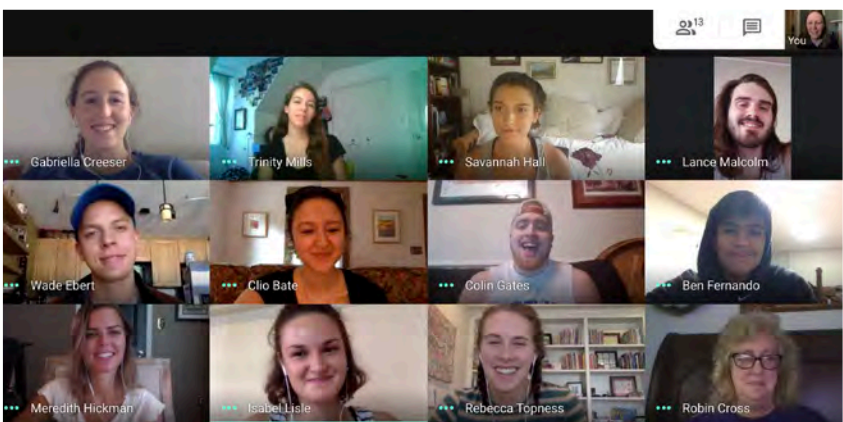 13
You
Gabriella Creeser
Trinity Mills
Savannah Hall
Lance Malcolm
Wade Ebert
Clio Bate
Colin Gates
Ben Fernando
Meredith Hickman
Isabel Lisle
Rebecca Topness
Robin Cross